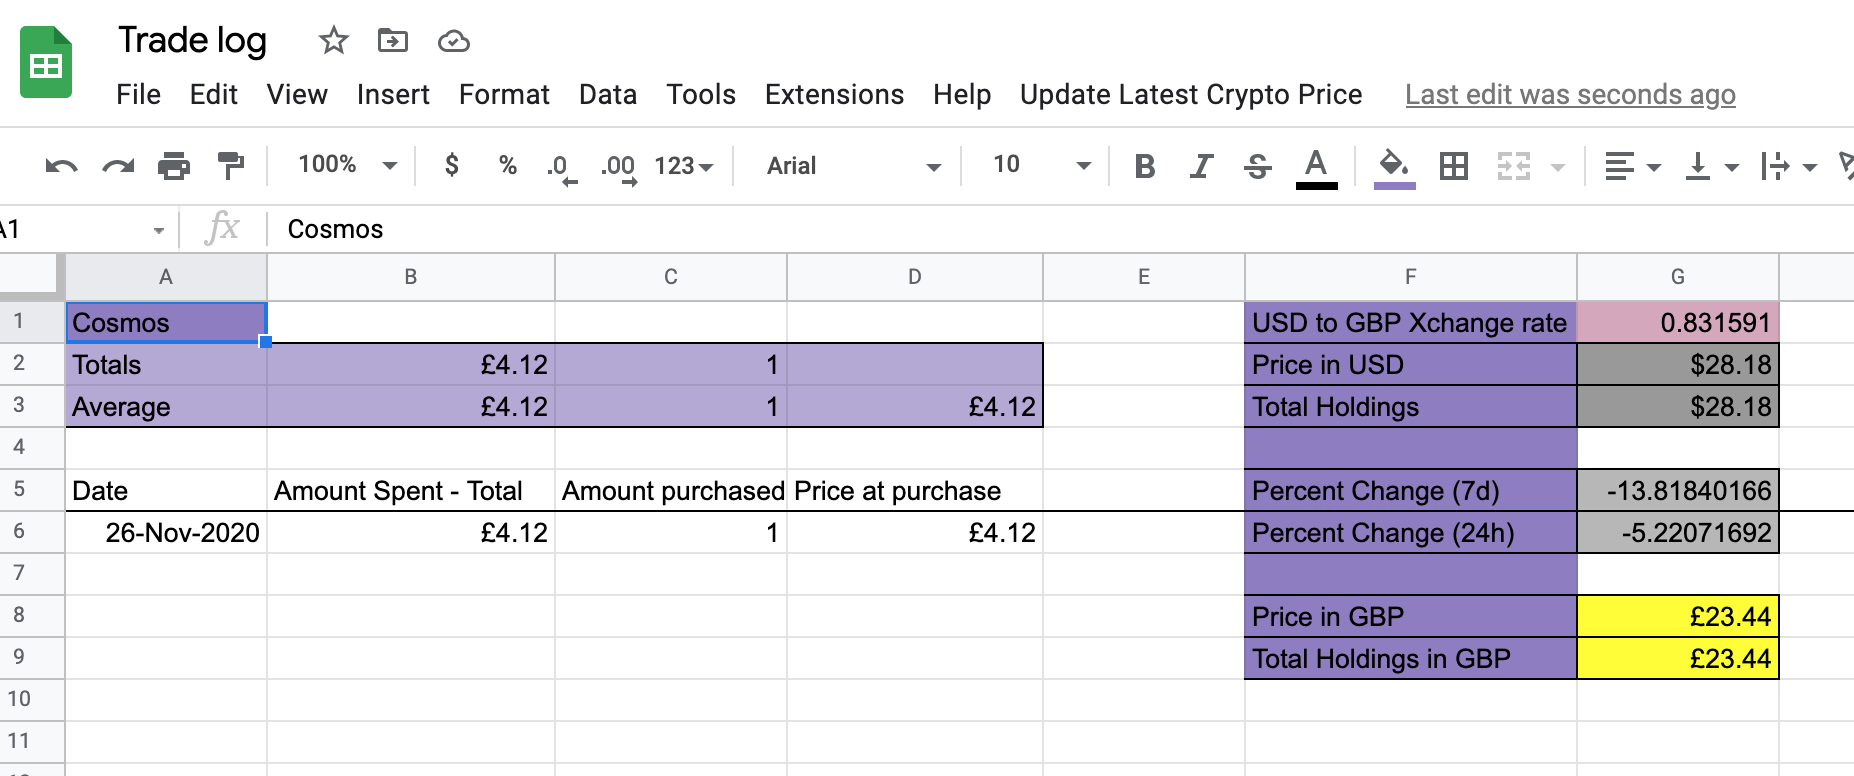 Trade log
File Edit View Insert Format Data Tools Extensions Help Update Latest Crypto Price Last edit was seconds ago
100% $ % .0 .00 123 Arial 10 B I S A
A1 fx Cosmos
A B C D E F G
1 Cosmos USD to GBP Xchange rate 0.831591
2 Totals £4.12 1 Price in USD $28.18
3 Average £4.12 1 £4.12 Total Holdings $28.18
4
5 Date Amount Spent - Total Amount purchased Price at purchase Percent Change (7d) -13.81840166
6 26-Nov-2020 £4.12 1 £4.12 Percent Change (24h) -5.22071692
7
8 Price in GBP £23.44
9 Total Holdings in GBP £23.44
10
11